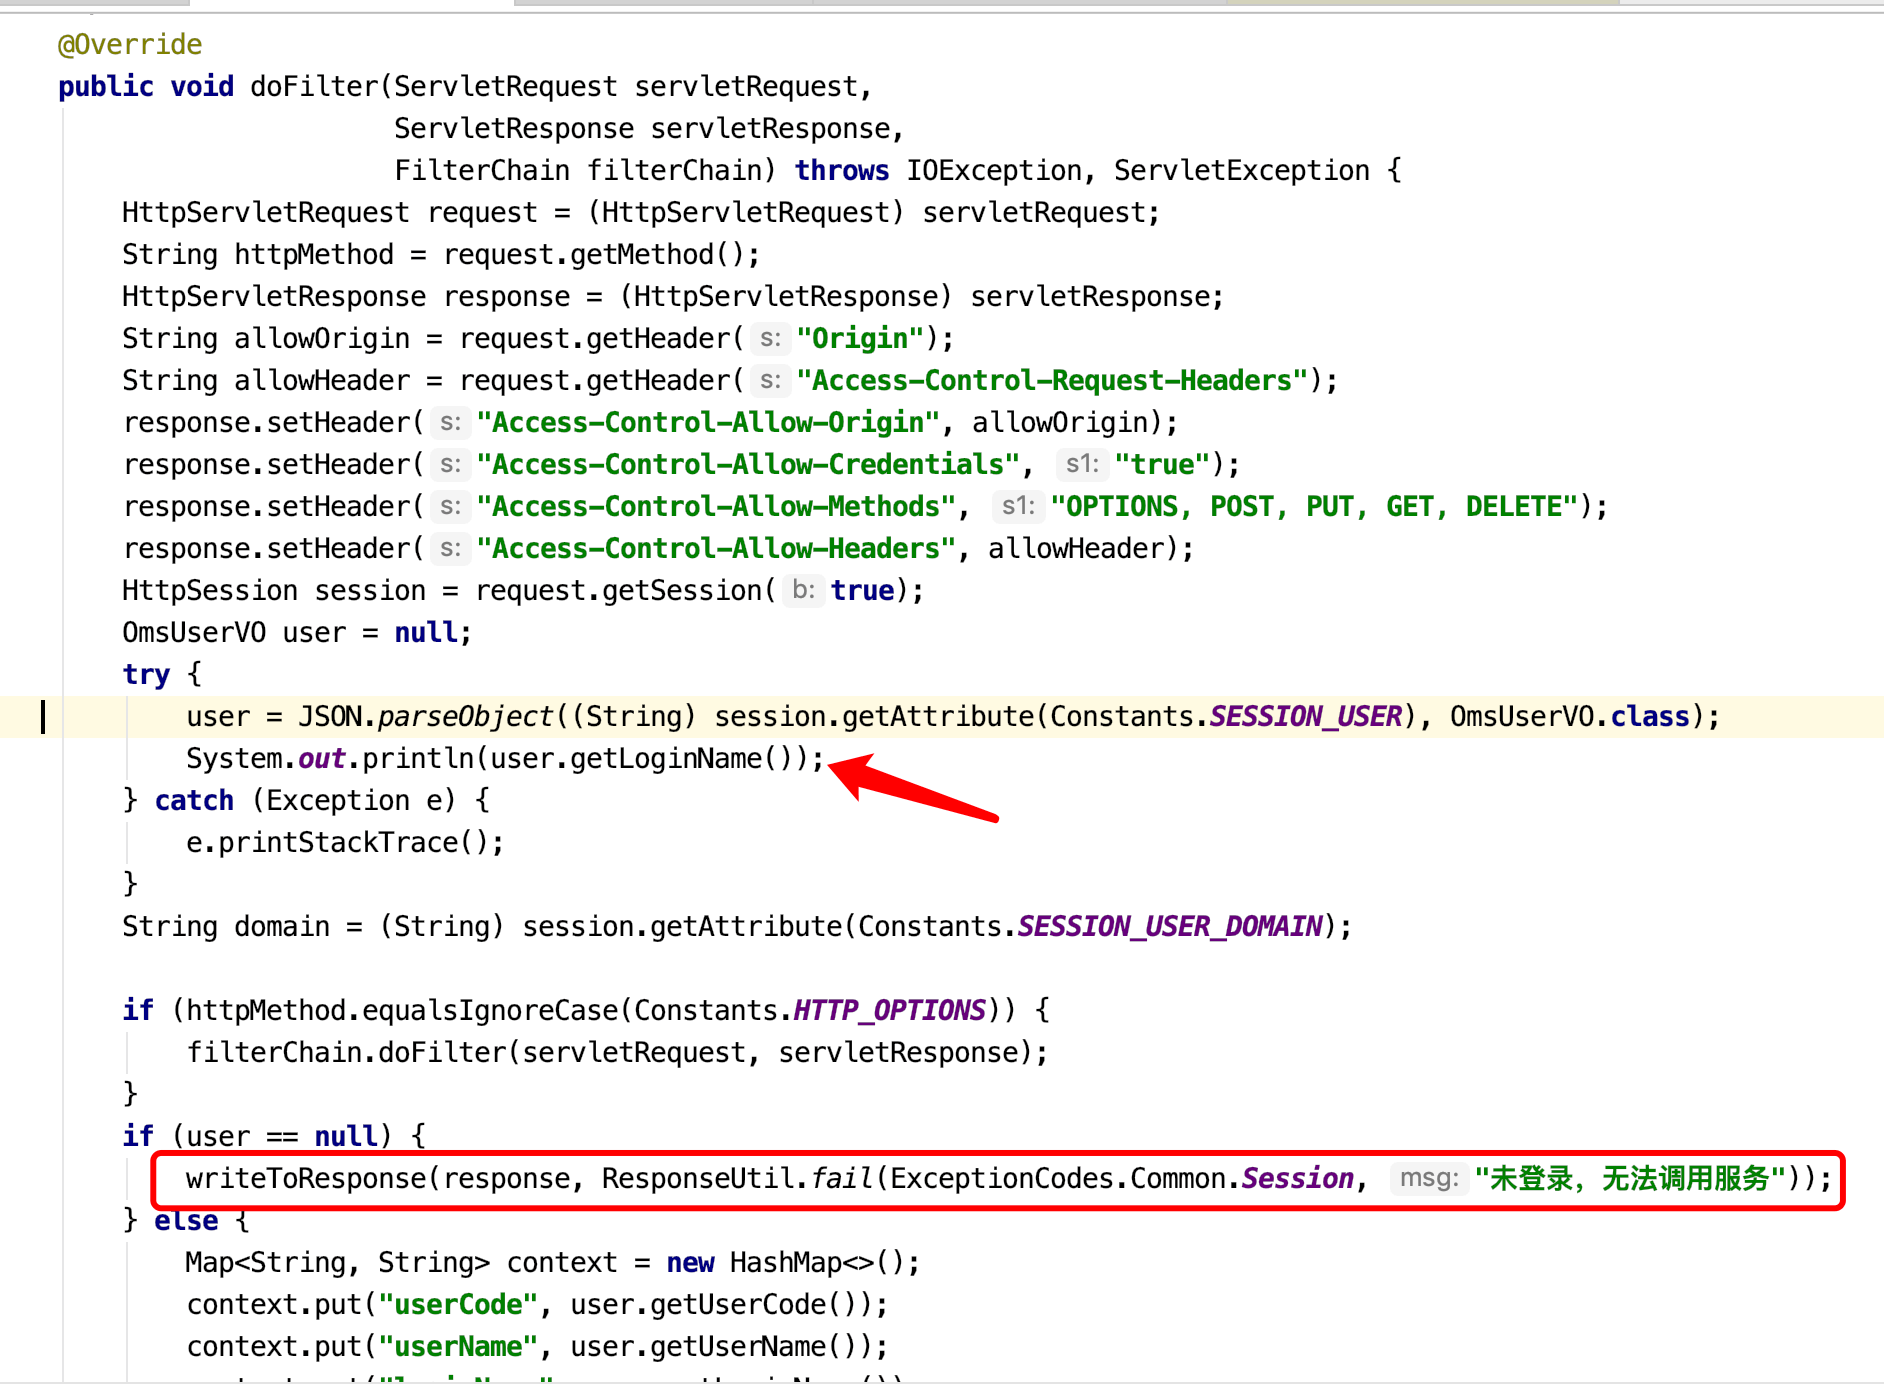 @Override
public void doFilter(ServletRequest servletRequest,
ServletResponse servletResponse,
FilterChain filterChain) throws IOException, ServletException {
HttpServletRequest request = (HttpServletRequest) servletRequest;
String httpMethod = request.getMethod();
HttpServletResponse response = (HttpServletResponse) servletResponse;
String allowOrigin = request.getHeader( s: "Origin");
String allowHeader = request.getHeader( s: "Access-Control-Request-Headers");
response.setHeader( s: "Access-Control-Allow-Origin", allowOrigin);
response.setHeader( s: "Access-Control-Allow-Credentials", s1: "true");
response.setHeader( s: "Access-Control-Allow-Methods", s1: "OPTIONS, POST, PUT, GET, DELETE");
response.setHeader( s: "Access-Control-Allow-Headers", allowHeader);
HttpSession session = request.getSession( b: true);
OmsUserVO user = null;
try {
user = JSON.parseObject((String) session.getAttribute(Constants.SESSION_USER), OmsUserVO.class);
System.out.println(user.getLoginName());
} catch (Exception e) {
e.printStackTrace();
}
String domain = (String) session.getAttribute(Constants.SESSION_USER_DOMAIN);
if (httpMethod.equalsIgnoreCase(Constants.HTTP_OPTIONS)) {
filterChain.doFilter(servletRequest, servletResponse);
}
if (user == null) {
writeToResponse(response, ResponseUtil.fail(ExceptionCodes.Common.Session, msg: "未登录，无法调用服务"));
} else {
Map<String, String> context = new HashMap<>();
context.put("userCode", user.getUserCode());
context.put("userName", user.getUserName());